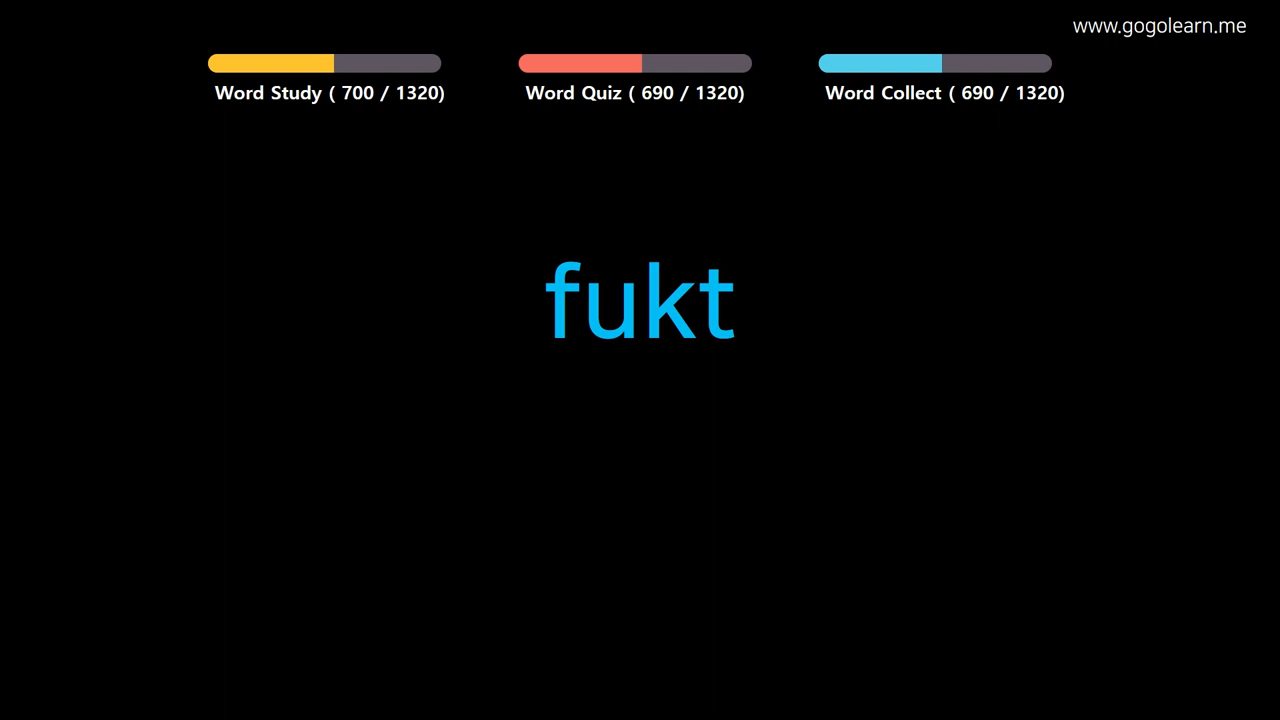 www.gogolearn.me
Word Study ( 700 / 1320)
Word Quiz ( 690 / 1320)
Word Collect ( 690 / 1320)
fukt